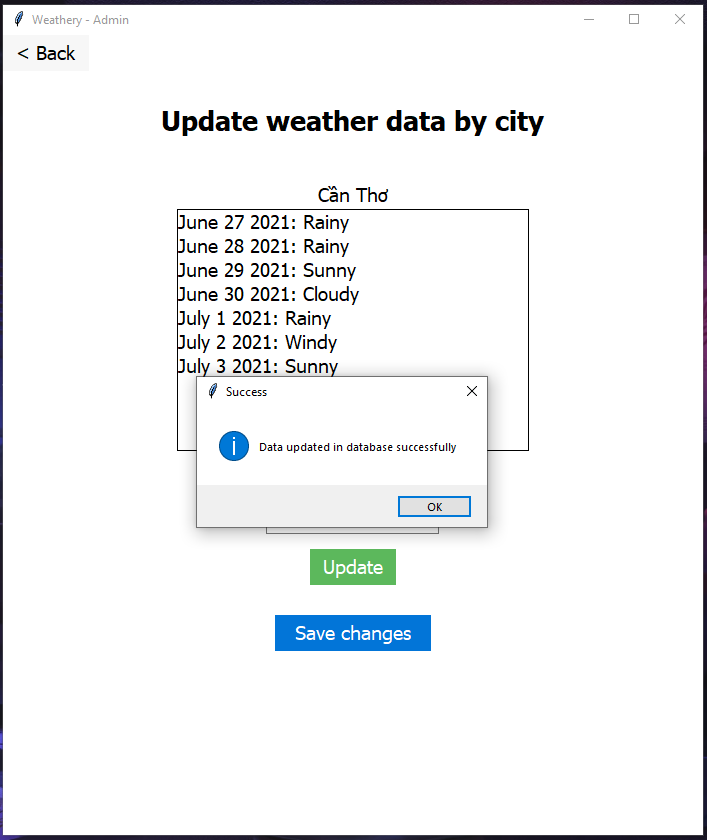 Weathery - Admin
< Back
Update weather data by city
Cần Thơ
June 27 2021: Rainy
June 28 2021: Rainy
June 29 2021: Sunny
June 30 2021: Cloudy
July 1 2021: Rainy
July 2 2021: Windy
July 3 2021: Sunny
Success
Data updated in database successfully
OK
Update
Save changes